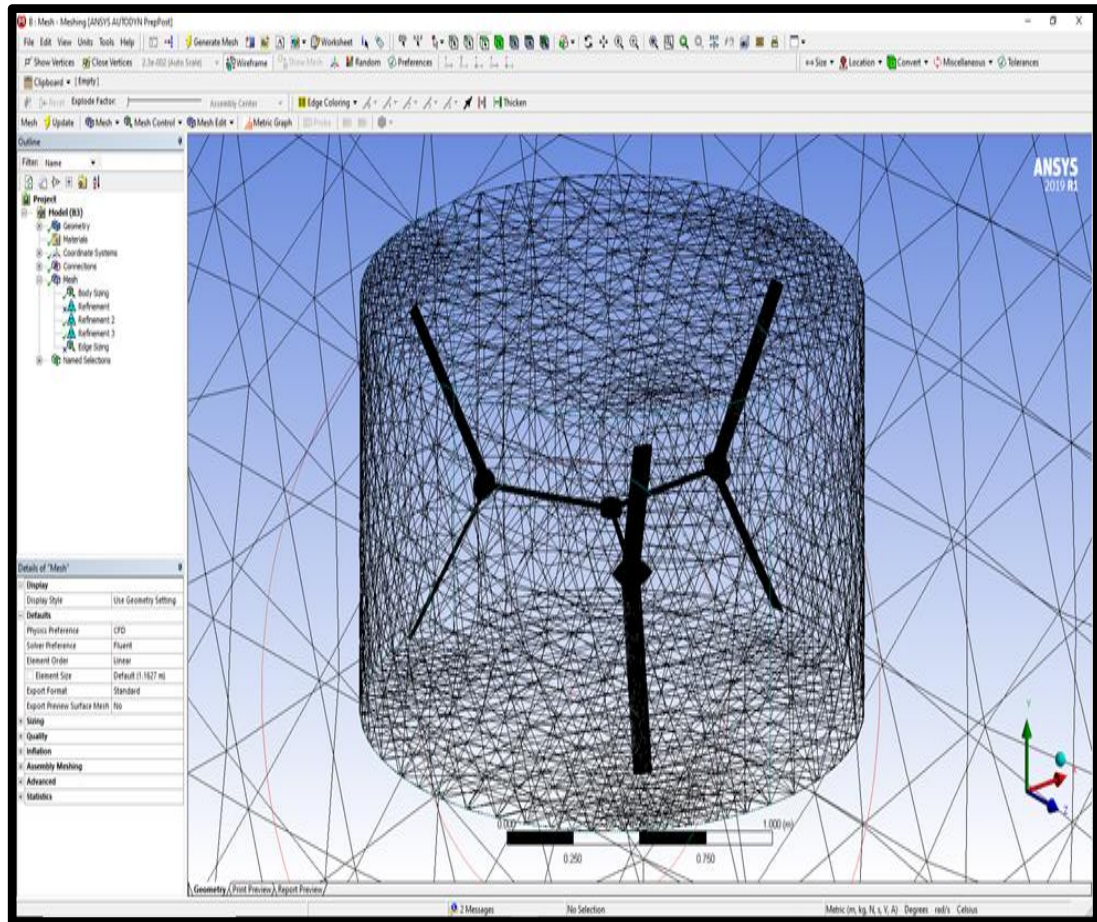 B : Mesh - Meshing [ANSYS AUTODYN PrepPost]
File Edit View Units Tools Help Generate Mesh Worksheet
Show Vertices Close Vertices 2.3e-002 (Auto Scale) Wireframe Show Mesh Random Preferences Size Location Convert Miscellaneous Tolerances
Clipboard [Empty]
Reset Explode Factor: Assembly Center Edge Coloring Thicken
Mesh Update Mesh Mesh Control Mesh Edit Metric Graph Probe
Outline
Filter: Name
Project
Model (B3)
Geometry
Materials
Coordinate Systems
Connections
Mesh
Body Sizing
Refinement
Refinement 2
Refinement 3
Edge Sizing
Named Selections
ANSYS
2019 R1
Details of "Mesh"
Display
Display Style Use Geometry Setting
Defaults
Physics Preference CFD
Solver Preference Fluent
Element Order Linear
Element Size Default (1.1627 m)
Export Format Standard
Export Preview Surface Mesh No
Sizing
Quality
Inflation
Assembly Meshing
Advanced
Statistics
0.000 1.000 (m)
0.250 0.750
Y
Z
Geometry Print Preview Report Preview
2 Messages No Selection Metric (m, kg, N, s, V, A) Degrees rad/s Celsius